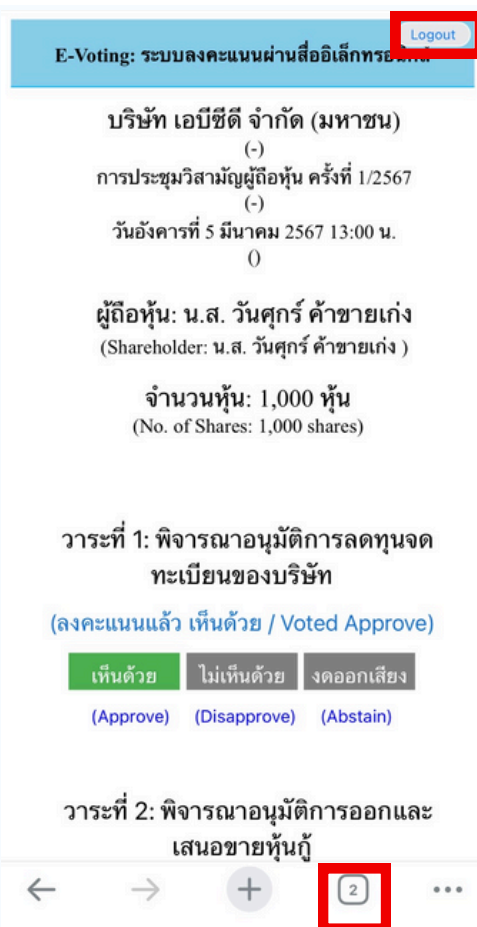 Logout
E-Voting: ระบบลงคะแนนผ่านสื่ออิเล็กทรอนิกส์
บริษัท เอบีซีดี จำกัด (มหาชน)
(-)
การประชุมวิสามัญผู้ถือหุ้น ครั้งที่ 1/2567
(-)
วันอังคารที่ 5 มีนาคม 2567 13:00 น.
()
ผู้ถือหุ้น: น.ส. วันศุกร์ ค้าขายเก่ง
(Shareholder: น.ส. วันศุกร์ ค้าขายเก่ง )
จำนวนหุ้น: 1,000 หุ้น
(No. of Shares: 1,000 shares)
วาระที่ 1: พิจารณาอนุมัติการลดทุนจด
ทะเบียนของบริษัท
(ลงคะแนนแล้ว เห็นด้วย / Voted Approve)
เห็นด้วย ไม่เห็นด้วย งดออกเสียง
(Approve) (Disapprove) (Abstain)
วาระที่ 2: พิจารณาอนุมัติการออกและ
เสนอขายหุ้นกู้
2